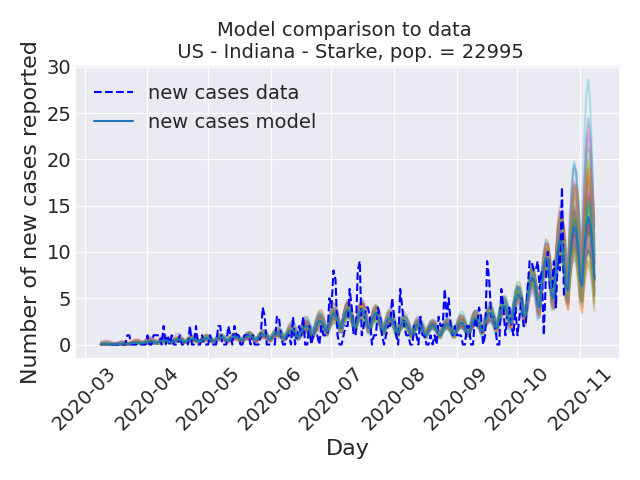 Model comparison to data
US - Indiana - Starke, pop. = 22995
Number of new cases reported
30
25
20
15
10
5
0
new cases data
new cases model
2020-03
2020-04
2020-05
2020-06
2020-07
2020-08
2020-09
2020-10
2020-11
Day